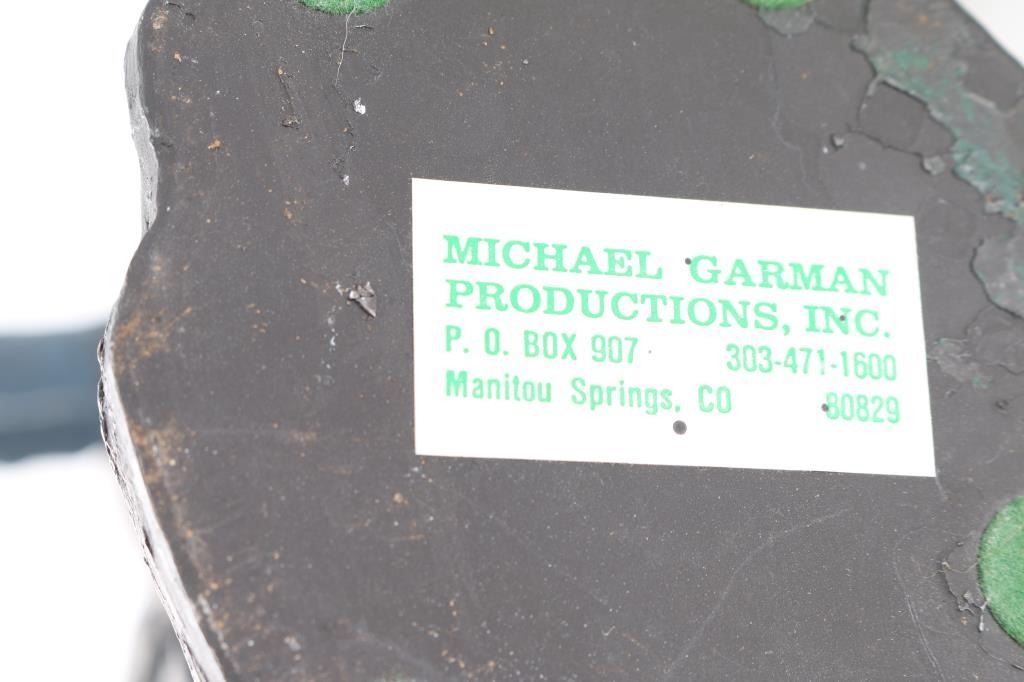 MICHAEL GARMAN
PRODUCTIONS, INC.
P. O. BOX 907 303-471-1600
Manitou Springs, CO 80829